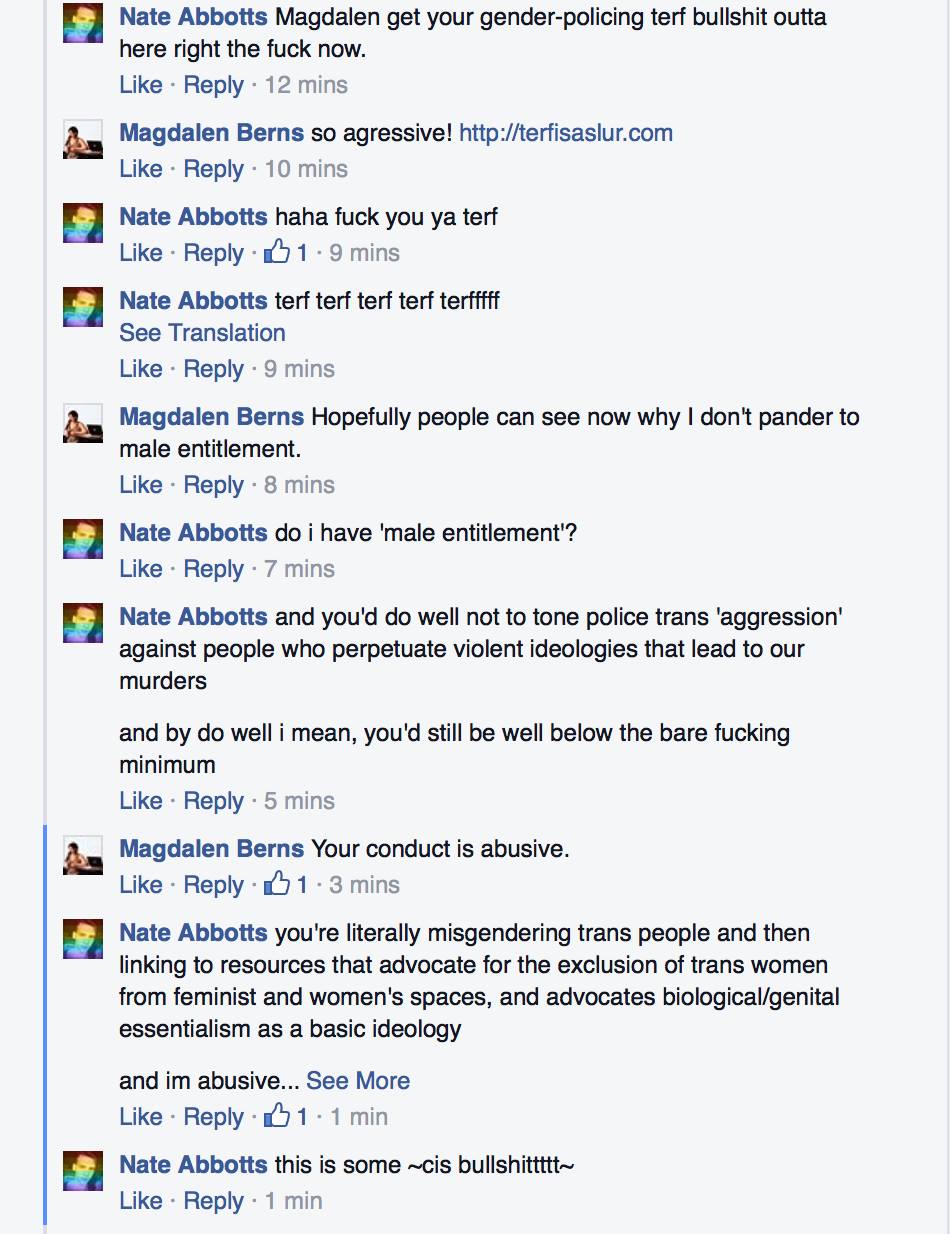 Nate Abbotts Magdalen get your gender-policing terf bullshit outta
here right the fuck now.
Like · Reply · 12 mins
Magdalen Berns so agressive! http://terfisaslur.com
Like · Reply · 10 mins
Nate Abbotts haha fuck you ya terf
Like · Reply · 1 · 9 mins
Nate Abbotts terf terf terf terf terfffff
See Translation
Like · Reply · 9 mins
Magdalen Berns Hopefully people can see now why I don't pander to
male entitlement.
Like · Reply · 8 mins
Nate Abbotts do i have 'male entitlement'?
Like · Reply · 7 mins
Nate Abbotts and you'd do well not to tone police trans 'aggression'
against people who perpetuate violent ideologies that lead to our
murders
and by do well i mean, you'd still be well below the bare fucking
minimum
Like · Reply · 5 mins
Magdalen Berns Your conduct is abusive.
Like · Reply · 1 · 3 mins
Nate Abbotts you're literally misgendering trans people and then
linking to resources that advocate for the exclusion of trans women
from feminist and women's spaces, and advocates biological/genital
essentialism as a basic ideology
and im abusive... See More
Like · Reply · 1 · 1 min
Nate Abbotts this is some ~cis bullshittttt~
Like · Reply · 1 min